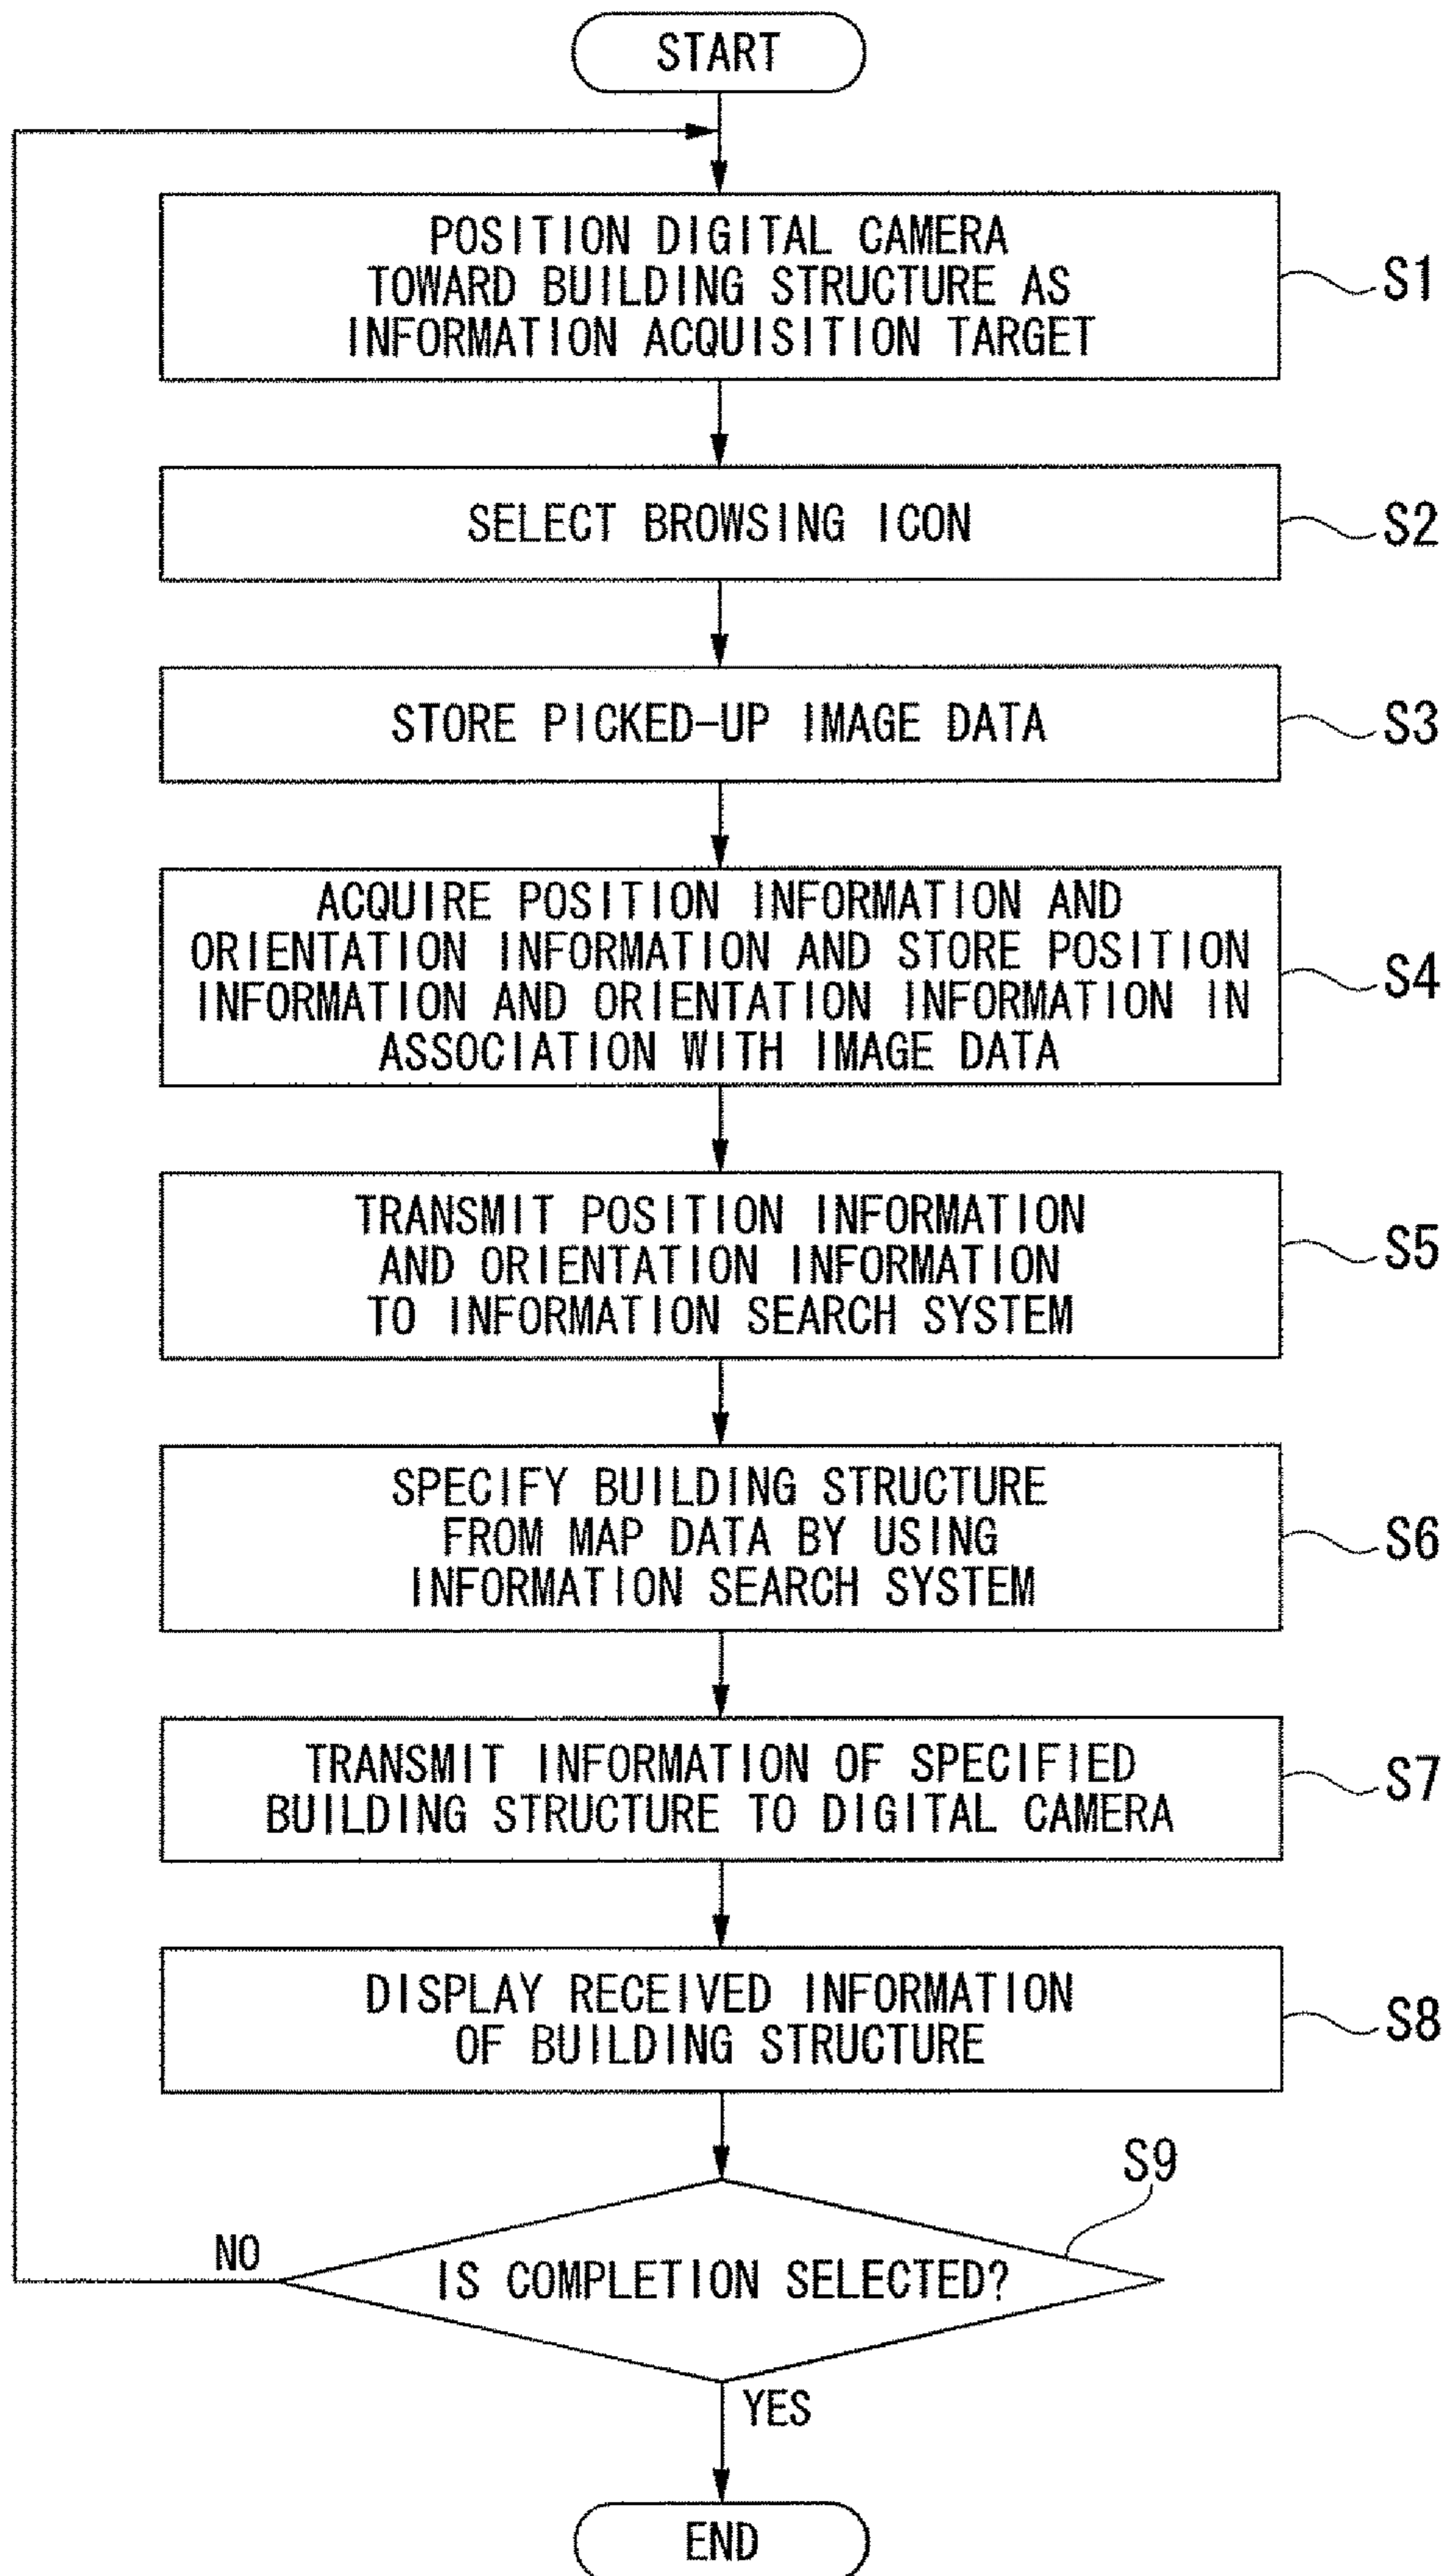 START
POSITION DIGITAL CAMERA
TOWARD BUILDING STRUCTURE AS
INFORMATION ACQUISITION TARGET
S1
SELECT BROWSING ICON
S2
STORE PICKED-UP IMAGE DATA
S3
ACQUIRE POSITION INFORMATION AND
ORIENTATION INFORMATION AND STORE POSITION
INFORMATION AND ORIENTATION INFORMATION IN
ASSOCIATION WITH IMAGE DATA
S4
TRANSMIT POSITION INFORMATION
AND ORIENTATION INFORMATION
TO INFORMATION SEARCH SYSTEM
S5
SPECIFY BUILDING STRUCTURE
FROM MAP DATA BY USING
INFORMATION SEARCH SYSTEM
S6
TRANSMIT INFORMATION OF SPECIFIED
BUILDING STRUCTURE TO DIGITAL CAMERA
S7
DISPLAY RECEIVED INFORMATION
OF BUILDING STRUCTURE
S8
S9
NO
IS COMPLETION SELECTED?
YES
END